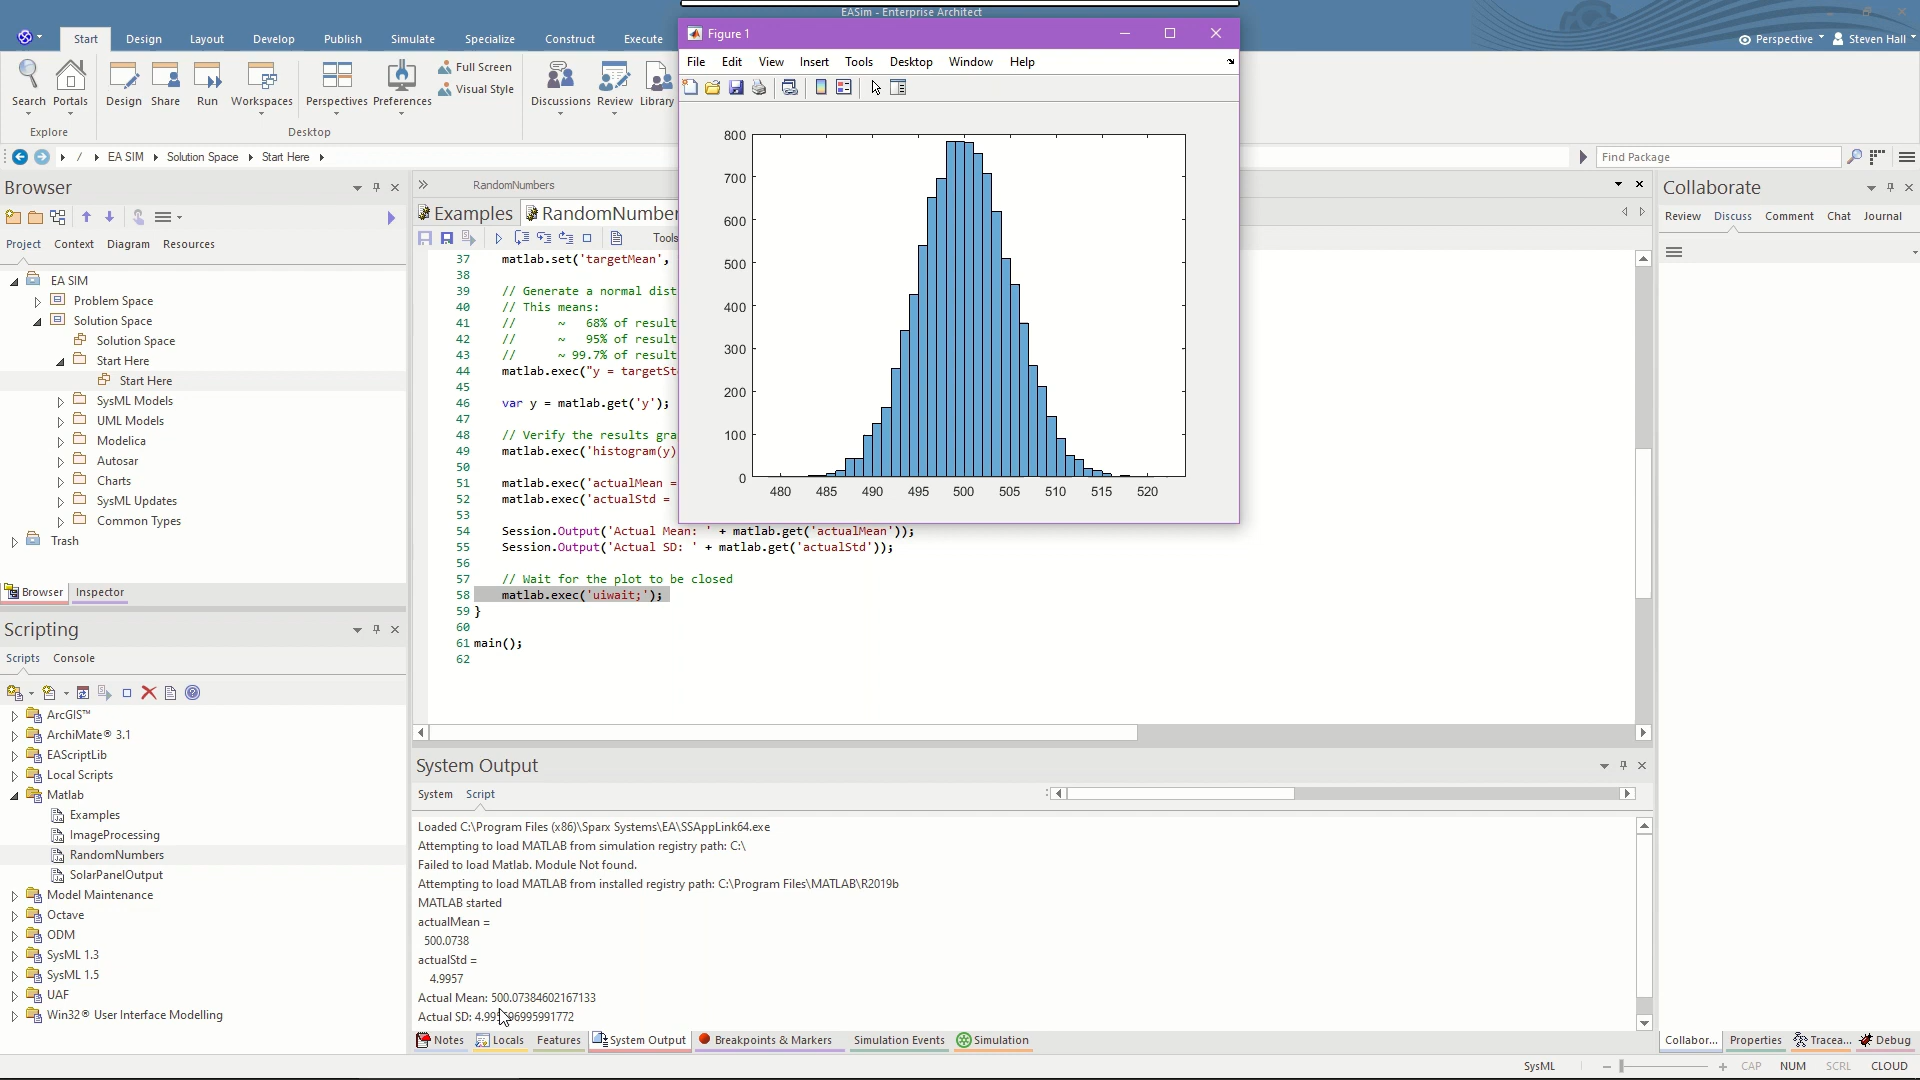 EASim - Enterprise Architect
Start Design Layout Develop Publish Simulate Specialize Construct Execute
Perspective Steven Hall
Search Portals Design Share Run Workspaces Perspectives Preferences Full Screen Visual Style Discussions Review Library
Explore Desktop
/ EA SIM Solution Space Start Here
Find Package
Figure 1
File Edit View Insert Tools Desktop Window Help
800
700
600
500
400
300
200
100
0
480 485 490 495 500 505 510 515 520
Browser
Project Context Diagram Resources
EA SIM
Problem Space
Solution Space
Solution Space
Start Here
Start Here
SysML Models
UML Models
Modelica
Autosar
Charts
SysML Updates
Common Types
Trash
Browser Inspector
Scripting
Scripts Console
ArcGIS™
ArchiMate® 3.1
EAScriptLib
Local Scripts
Matlab
Examples
ImageProcessing
RandomNumbers
SolarPanelOutput
Model Maintenance
Octave
ODM
SysML 1.3
SysML 1.5
UAF
Win32® User Interface Modelling
RandomNumbers
Examples RandomNumber
Tools
37 matlab.set('targetMean',
38
39 // Generate a normal dist
40 // This means:
41 // ~ 68% of result
42 // ~ 95% of result
43 // ~ 99.7% of result
44 matlab.exec("y = targetSt
45
46 var y = matlab.get('y');
47
48 // Verify the results gra
49 matlab.exec('histogram(y)
50
51 matlab.exec('actualMean =
52 matlab.exec('actualStd =
53
54 Session.Output('Actual Mean: ' + matlab.get('actualMean'));
55 Session.Output('Actual SD: ' + matlab.get('actualStd'));
56
57 // Wait for the plot to be closed
58 matlab.exec('uiwait;');
59 }
60
61 main();
62
System Output
System Script
Loaded C:\Program Files (x86)\Sparx Systems\EA\SSAppLink64.exe
Attempting to load MATLAB from simulation registry path: C:\
Failed to load Matlab. Module Not found.
Attempting to load MATLAB from installed registry path: C:\Program Files\MATLAB\R2019b
MATLAB started
actualMean =
500.0738
actualStd =
4.9957
Actual Mean: 500.07384602167133
Actual SD:
Notes Locals Features System Output Breakpoints & Markers Simulation Events Simulation
Collaborate
Review Discuss Comment Chat Journal
Collabor... Properties Tracea... Debug
SysML CAP NUM SCRL CLOUD